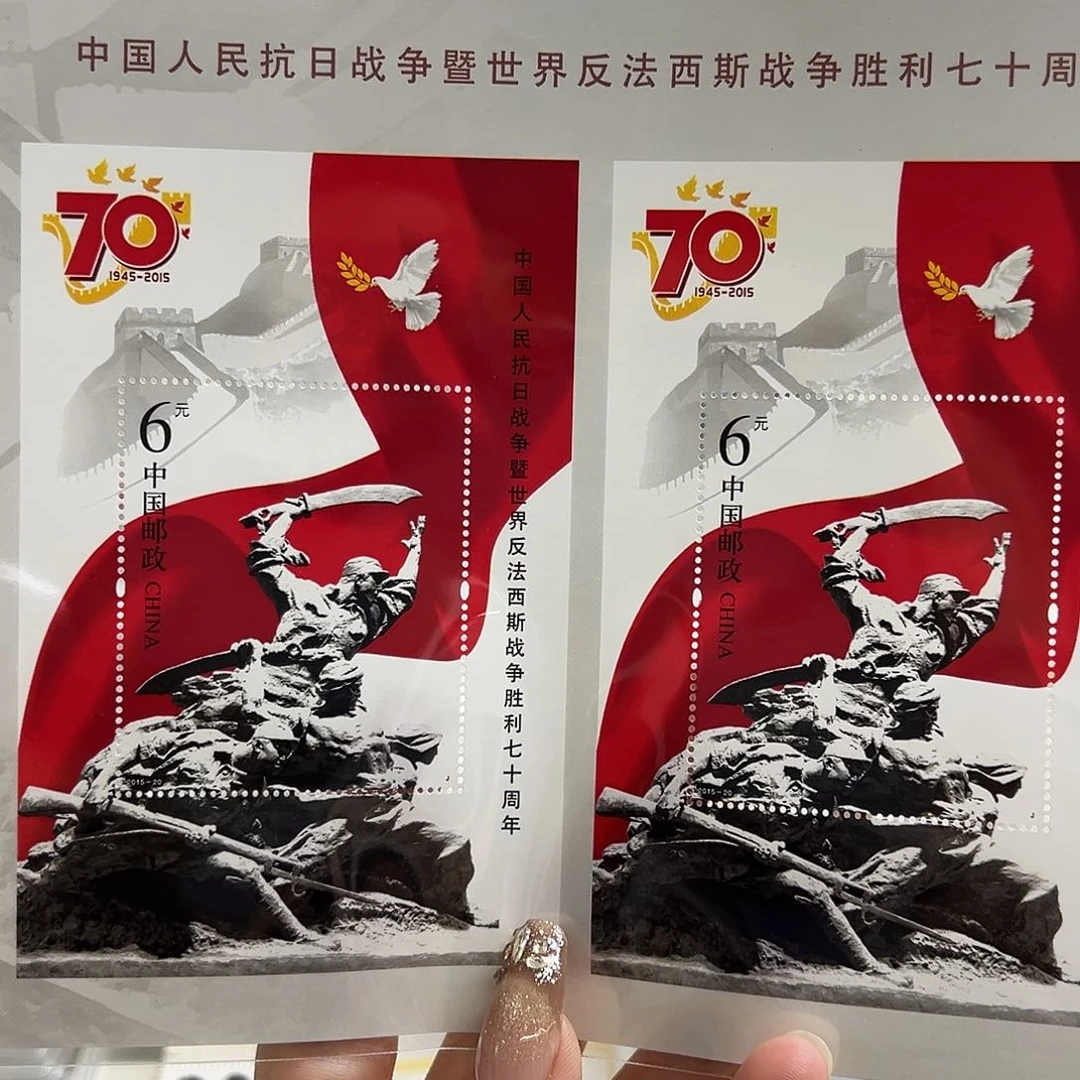 中国人民抗日战争暨世界反法西斯战争胜利七十周
70
1945-2015
6元
中国邮政 CHINA
中国人民抗日战争暨世界反法西斯战争胜利七十周年
2015-20
J
70
1945-2015
6元
中国邮政 CHINA
2015-20
J